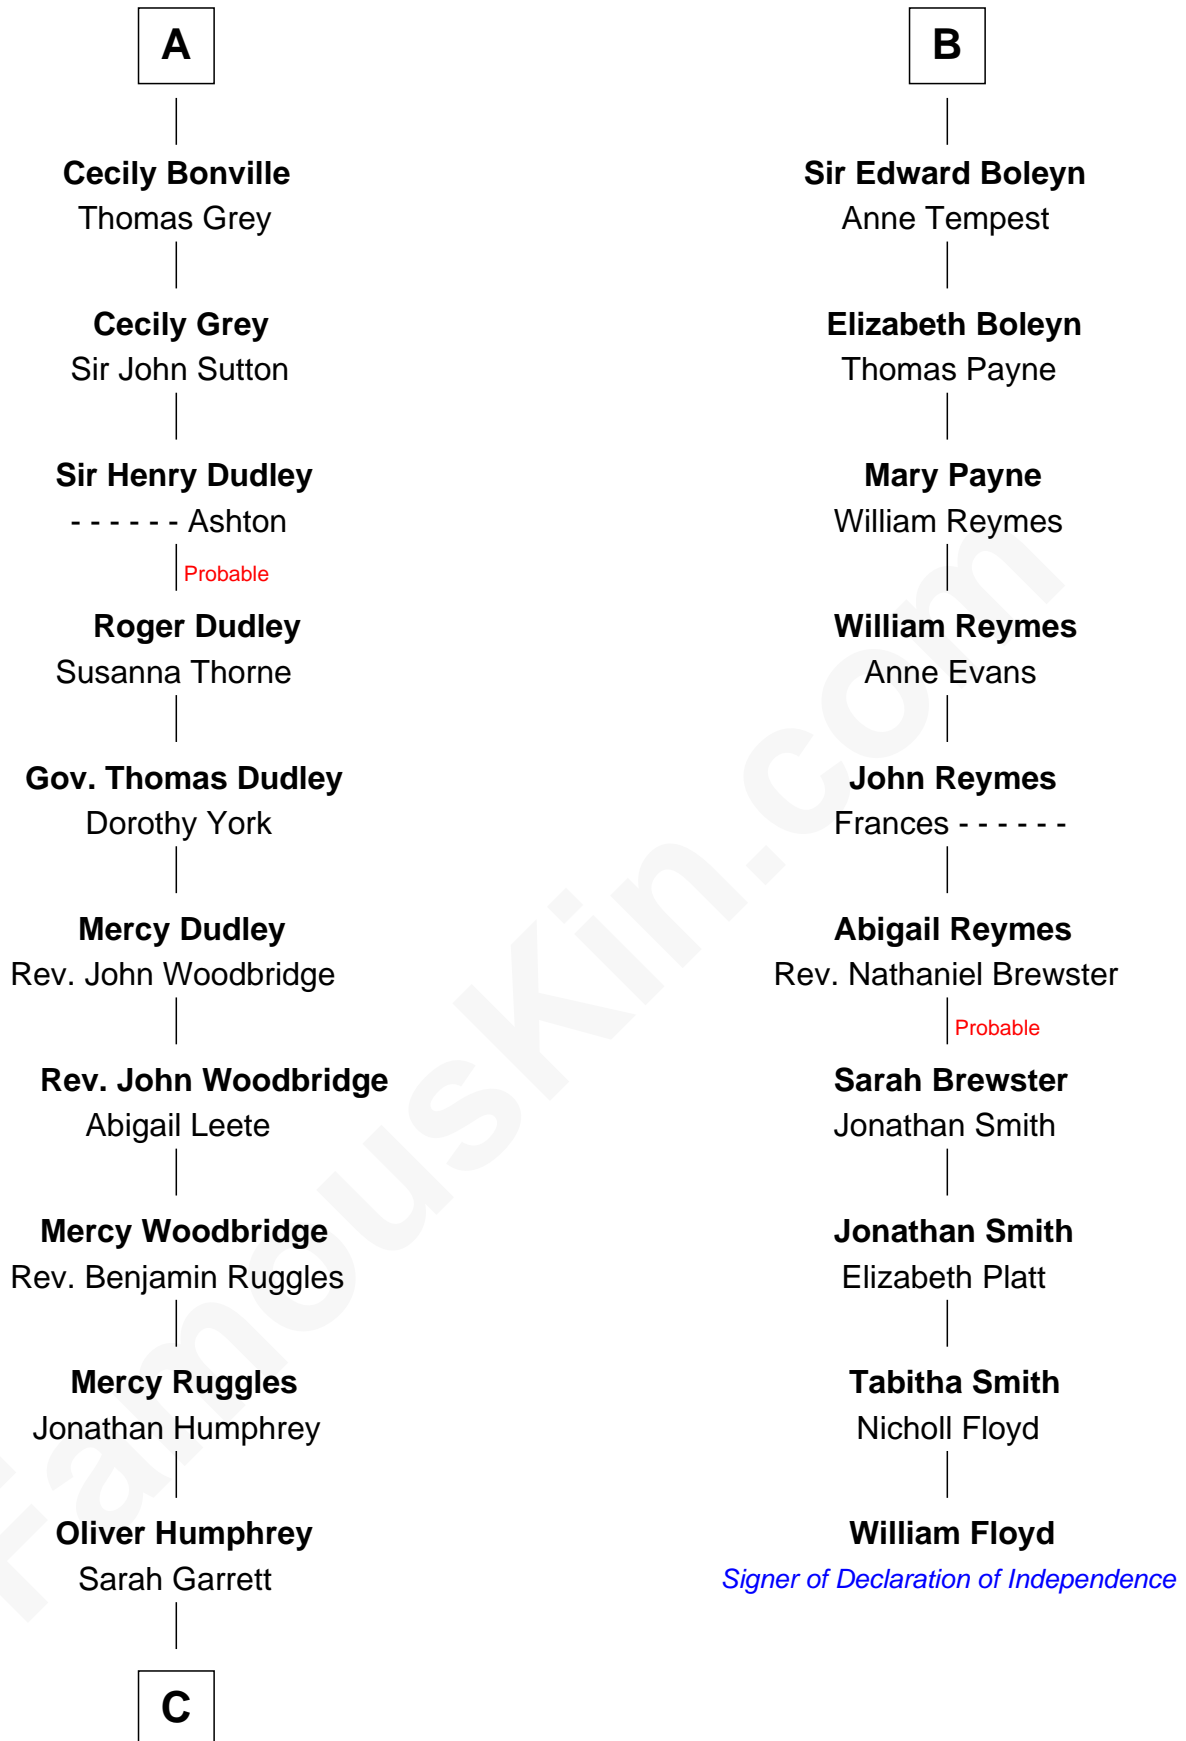 A
Cecily Bonville
Thomas Grey
Cecily Grey
Sir John Sutton
Sir Henry Dudley
- - - - - - Ashton
Probable
Roger Dudley
Susanna Thorne
Gov. Thomas Dudley
Dorothy York
Mercy Dudley
Rev. John Woodbridge
Rev. John Woodbridge
Abigail Leete
Mercy Woodbridge
Rev. Benjamin Ruggles
Mercy Ruggles
Jonathan Humphrey
Oliver Humphrey
Sarah Garrett
C
B
Sir Edward Boleyn
Anne Tempest
Elizabeth Boleyn
Thomas Payne
Mary Payne
William Reymes
William Reymes
Anne Evans
John Reymes
Frances - - - - - -
Abigail Reymes
Rev. Nathaniel Brewster
Probable
Sarah Brewster
Jonathan Smith
Jonathan Smith
Elizabeth Platt
Tabitha Smith
Nicholl Floyd
William Floyd
Signer of Declaration of Independence
FamousKin.com